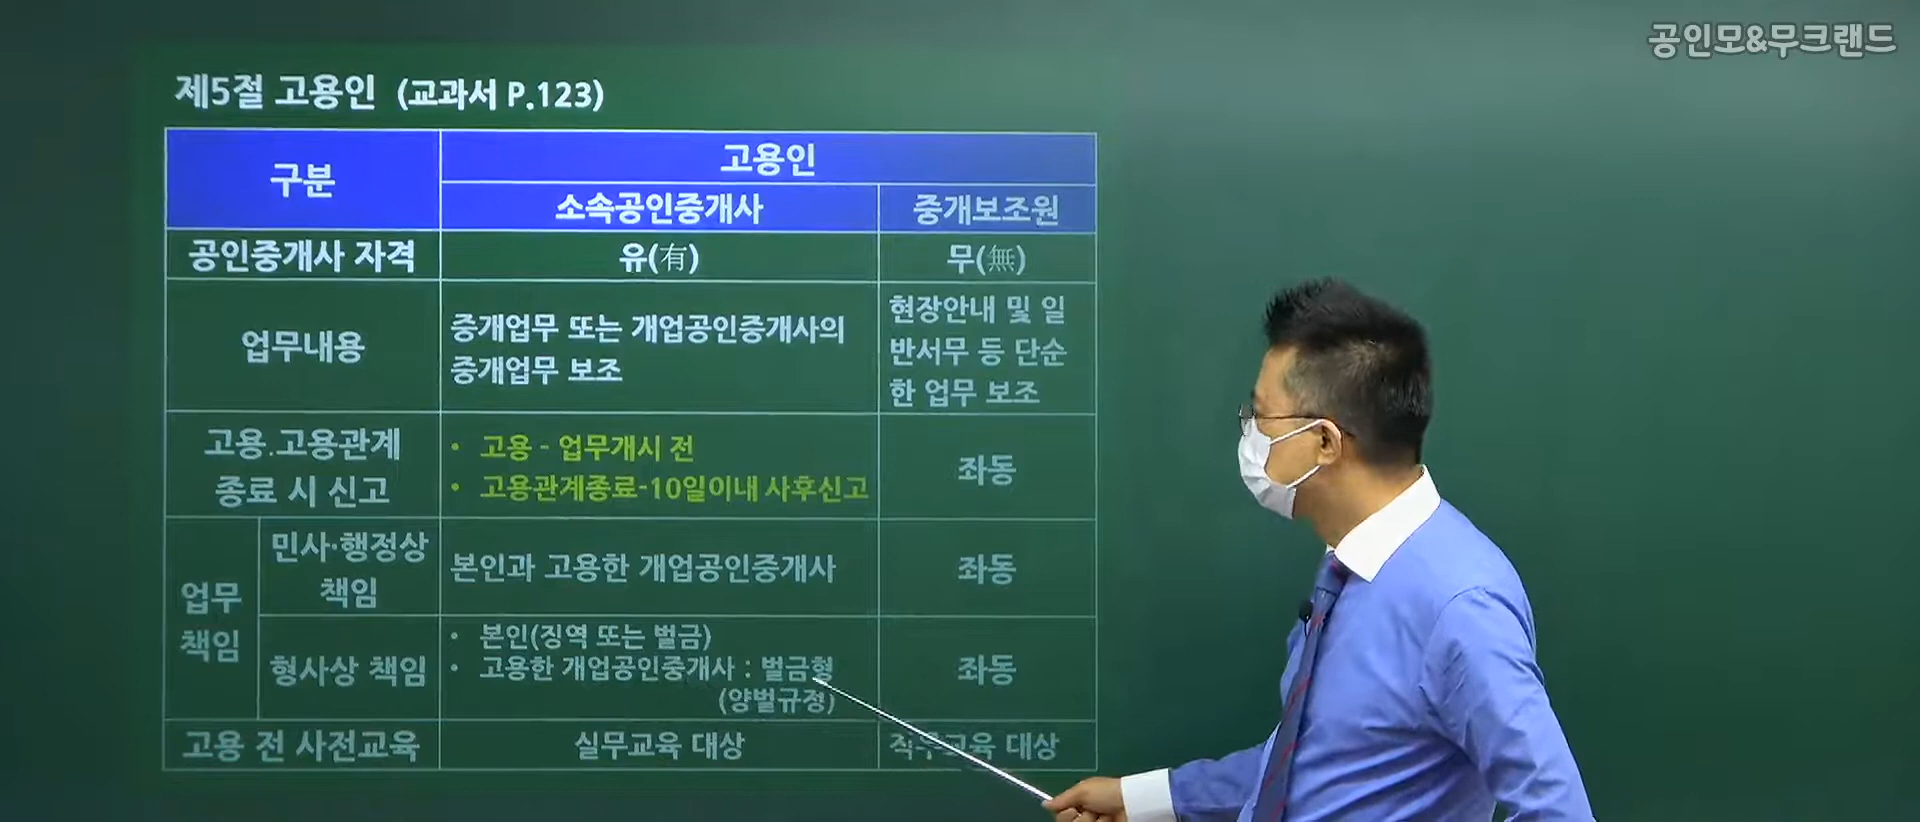 공인모&무크랜드
제5절 고용인 (교과서 P.123)
구분
고용인
소속공인중개사
중개보조원
공인중개사 자격
유(有)
무(無)
업무내용
중개업무 또는 개업공인중개사의
중개업무 보조
현장안내 및 일
반서무 등 단순
한 업무 보조
고용.고용관계
종료 시 신고
• 고용 - 업무개시 전
• 고용관계종료-10일이내 사후신고
좌동
업무
책임
민사·행정상
책임
본인과 고용한 개업공인중개사
좌동
형사상 책임
• 본인(징역 또는 벌금)
• 고용한 개업공인중개사 : 벌금형
(양벌규정)
좌동
고용 전 사전교육
실무교육 대상
직무교육 대상